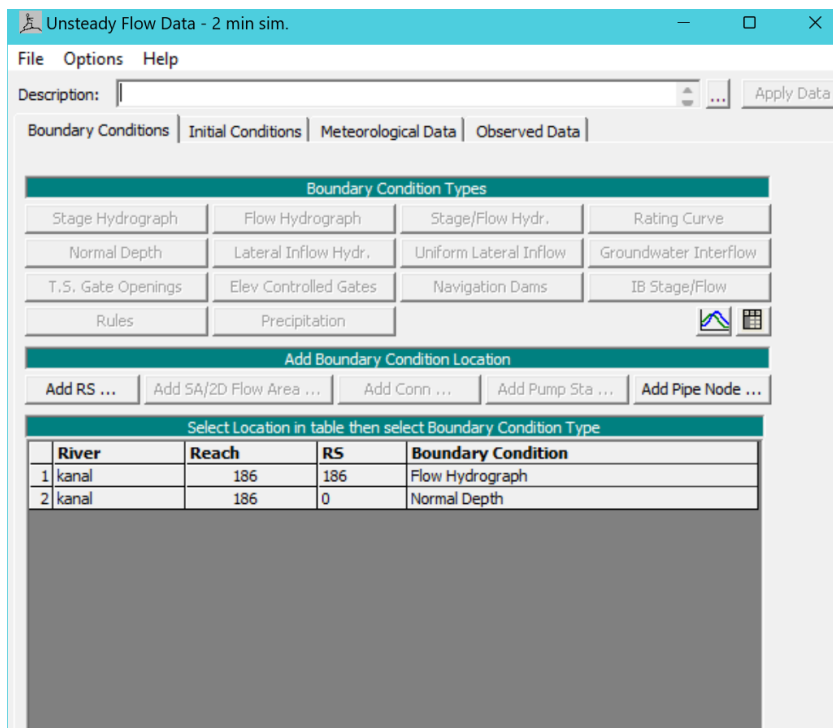 Unsteady Flow Data - 2 min sim.
File Options Help
Description: ... Apply Data
Boundary Conditions Initial Conditions Meteorological Data Observed Data
Boundary Condition Types
Stage Hydrograph Flow Hydrograph Stage/Flow Hydr. Rating Curve
Normal Depth Lateral Inflow Hydr. Uniform Lateral Inflow Groundwater Interflow
T.S. Gate Openings Elev Controlled Gates Navigation Dams IB Stage/Flow
Rules Precipitation
Add Boundary Condition Location
Add RS ... Add SA/2D Flow Area ... Add Conn ... Add Pump Sta ... Add Pipe Node ...
Select Location in table then select Boundary Condition Type
River Reach RS Boundary Condition
1 kanal 186 186 Flow Hydrograph
2 kanal 186 0 Normal Depth